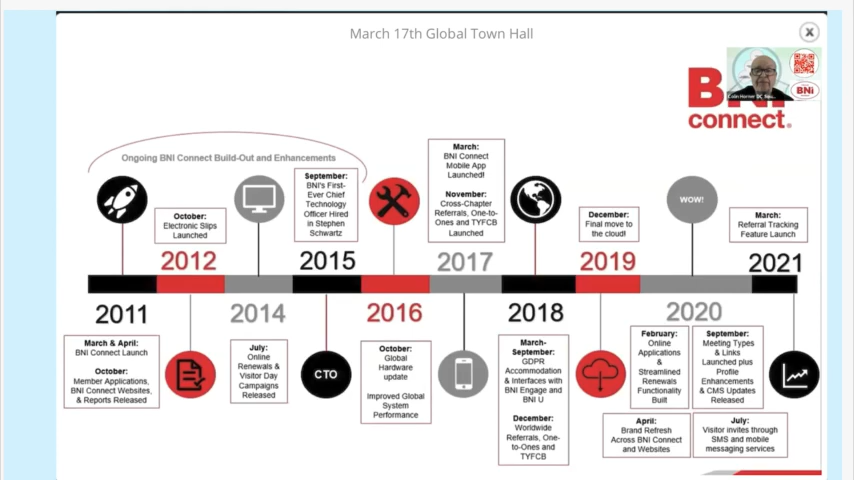 March 17th Global Town Hall
BNI
connect.
Colin Horner DC
BNI
Ongoing BNI Connect Build-Out and Enhancements
October:
Electronic Slips
Launched
September:
BNI's First-
Ever Chief
Technology
Officer Hired
in Stephen
Schwartz
March:
BNI Connect
Mobile App
Launched!
November:
Cross-Chapter
Referrals, One-to-
Ones and TYFCB
Launched
December:
Final move to
the cloud!
WOW!
March:
Referral Tracking
Feature Launch
2012
2015
2017
2019
2021
2011
2014
2016
2018
2020
March & April:
BNI Connect Launch
October:
Member Applications,
BNI Connect Websites,
& Reports Released
July:
Online
Renewals &
Visitor Day
Campaigns
Released
CTO
October:
Global
Hardware
update
Improved Global
System
Performance
March-
September:
GDPR
Accommodation
& Interfaces with
BNI Engage and
BNI U
December:
Worldwide
Referrals, One-
to-Ones and
TYFCB
February:
Online
Applications
&
Streamlined
Renewals
Functionality
Built
September:
Meeting Types
& Links
Launched plus
Profile
Enhancements
& CMS Updates
Released
April:
Brand Refresh
Across BNI Connect
and Websites
July:
Visitor invites through
SMS and mobile
messaging services